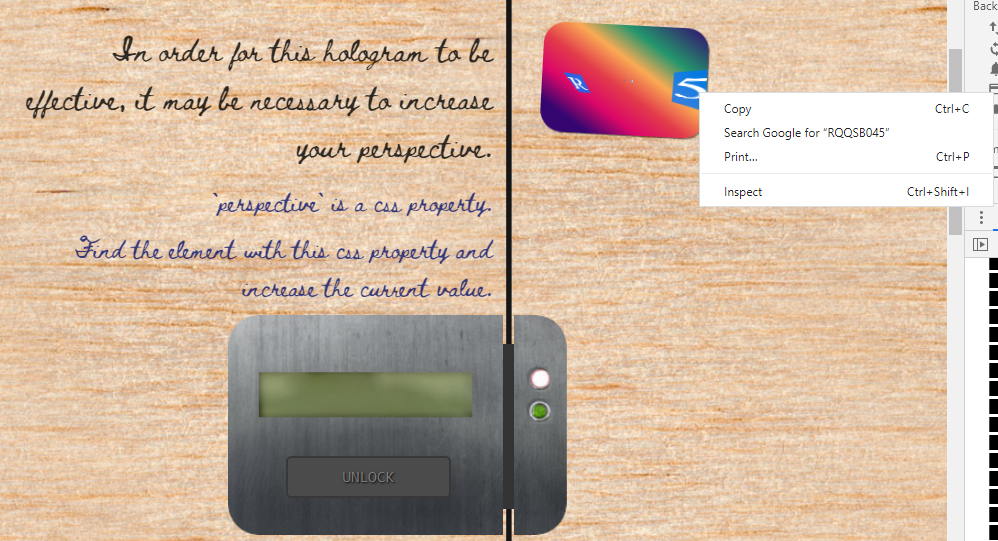 Back
In order for this hologram to be
effective, it may be necessary to increase
your perspective.
`perspective` is a css property.
Find the element with this css property and
increase the current value.
R
5
Copy Ctrl+C
Search Google for “RQQSB045”
Print... Ctrl+P
Inspect Ctrl+Shift+I
UNLOCK